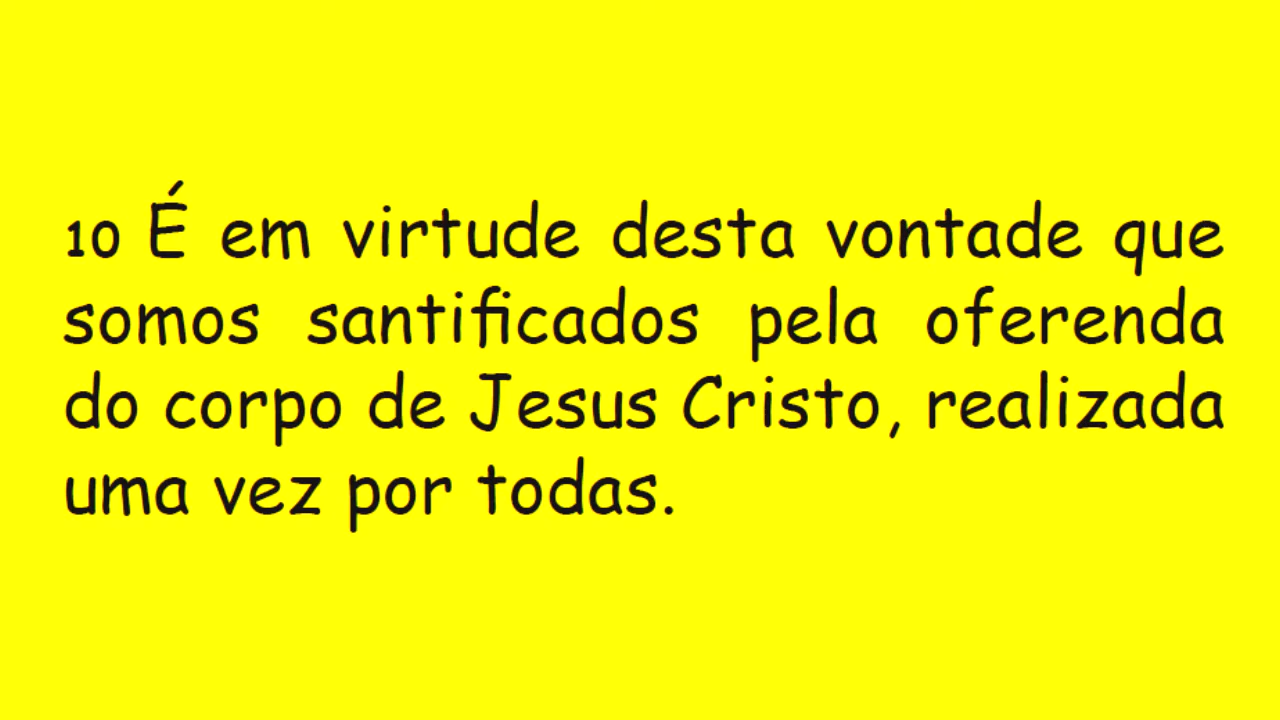 10 É em virtude desta vontade que
somos santificados pela oferenda
do corpo de Jesus Cristo, realizada
uma vez por todas.